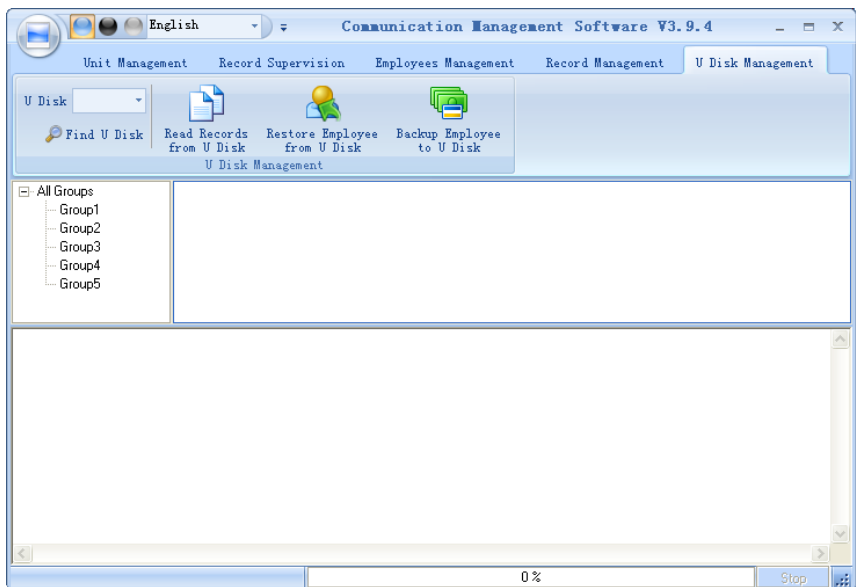 English
Communication Management Software V3.9.4
Unit Management Record Supervision Employees Management Record Management U Disk Management
U Disk
Find U Disk
Read Records
from U Disk
Restore Employee
from U Disk
Backup Employee
to U Disk
U Disk Management
All Groups
Group1
Group2
Group3
Group4
Group5
0%
Stop